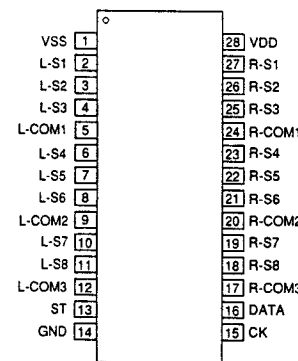 VSS 1 28 VDD
L-S1 2 27 R-S1
L-S2 3 26 R-S2
L-S3 4 25 R-S3
L-COM1 5 24 R-COM1
L-S4 6 23 R-S4
L-S5 7 22 R-S5
L-S6 8 21 R-S6
L-COM2 9 20 R-COM2
L-S7 10 19 R-S7
L-S8 11 18 R-S8
L-COM3 12 17 R-COM3
ST 13 16 DATA
GND 14 15 CK